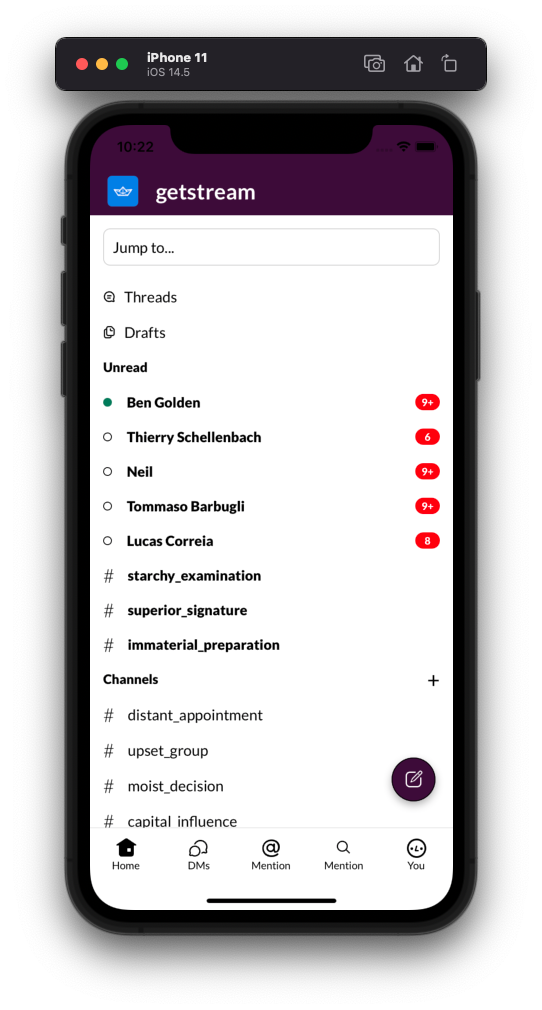 iPhone 11
iOS 14.5
10:22
getstream
Jump to...
Threads
Drafts
Unread
Ben Golden 9+
Thierry Schellenbach 6
Neil 9+
Tommaso Barbugli 9+
Lucas Correia 8
# starchy_examination
# superior_signature
# immaterial_preparation
Channels +
# distant_appointment
# upset_group
# moist_decision
# capital_influence
Home DMs Mention Mention You